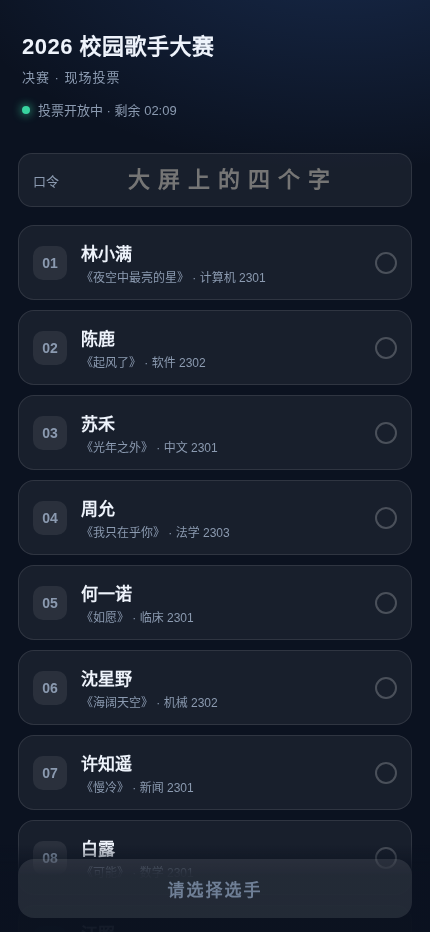 2026 校园歌手大赛
决赛 · 现场投票
投票开放中 · 剩余 02:09
口令
大屏上的四个字
01
林小满
《夜空中最亮的星》 · 计算机 2301
02
陈鹿
《起风了》 · 软件 2302
03
苏禾
《光年之外》 · 中文 2301
04
周允
《我只在乎你》 · 法学 2303
05
何一诺
《如愿》 · 临床 2301
06
沈星野
《海阔天空》 · 机械 2302
07
许知遥
《慢冷》 · 新闻 2301
08
白露
《可能》 · 数学 2301
请选择选手